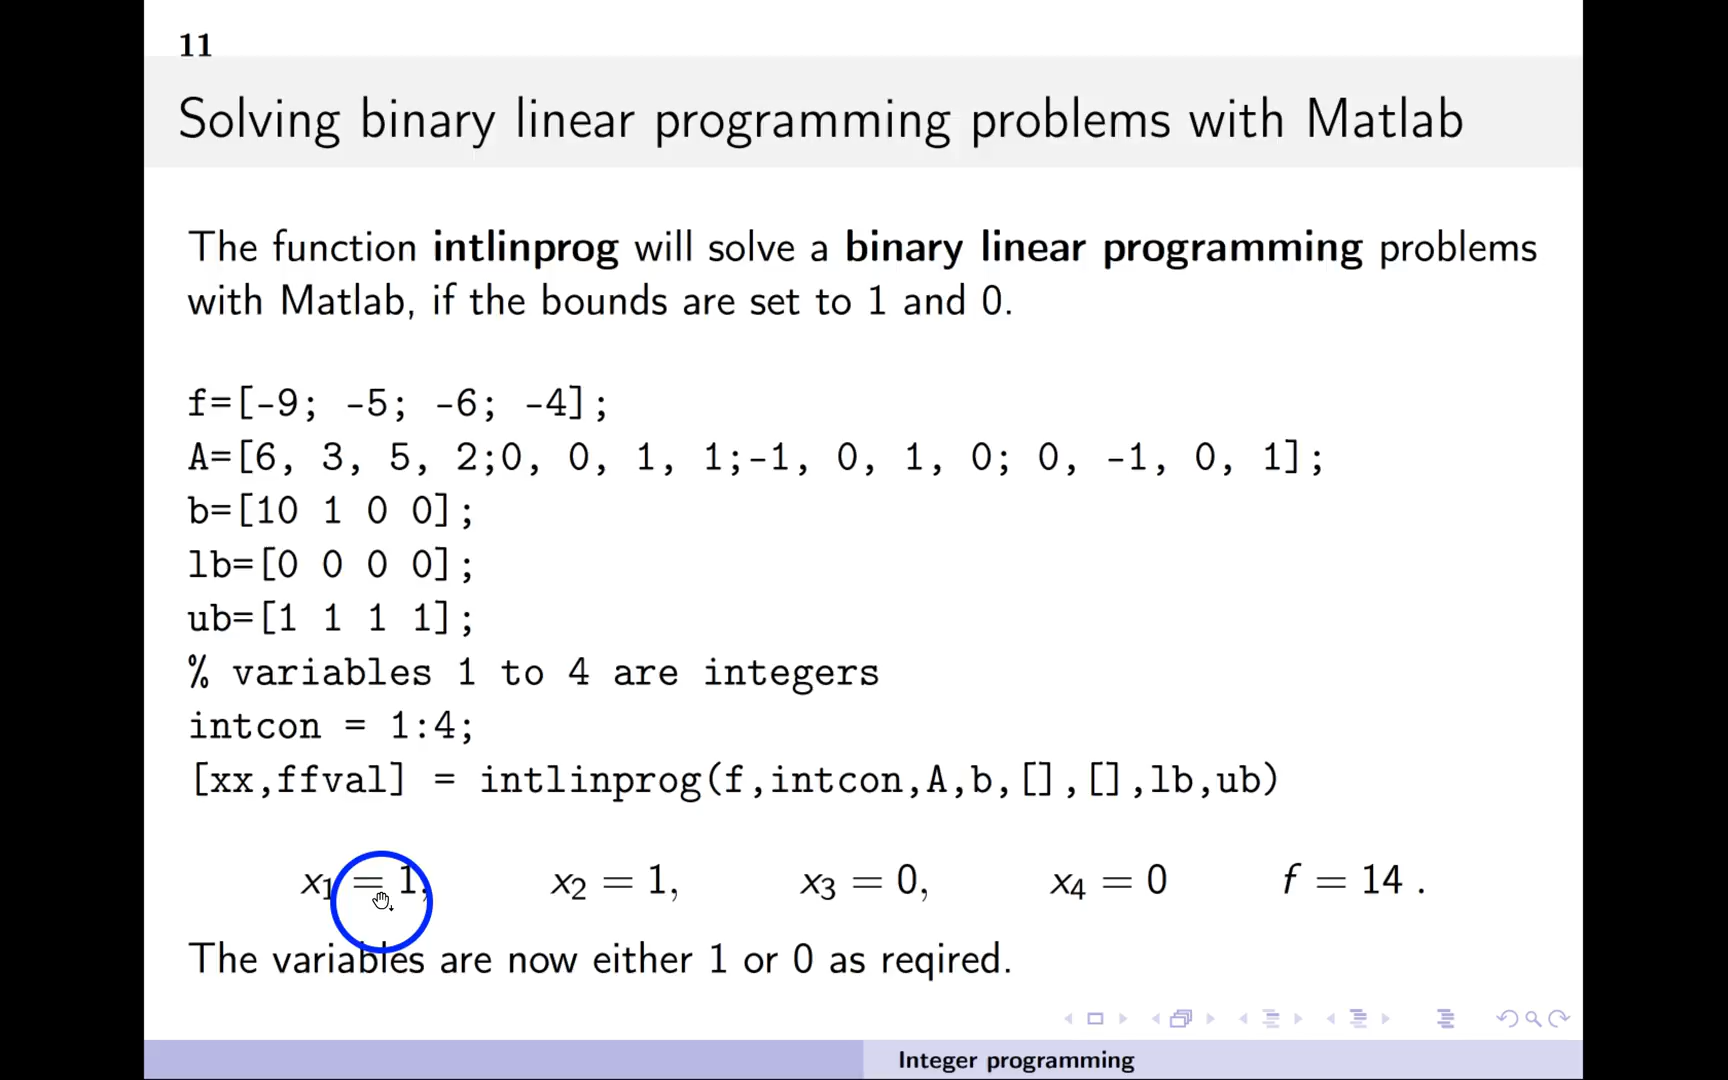 11
Solving binary linear programming problems with Matlab
The function intlinprog will solve a binary linear programming problems
with Matlab, if the bounds are set to 1 and 0.
f=[-9; -5; -6; -4];
A=[6, 3, 5, 2;0, 0, 1, 1;-1, 0, 1, 0; 0, -1, 0, 1];
b=[10 1 0 0];
lb=[0 0 0 0];
ub=[1 1 1 1];
% variables 1 to 4 are integers
intcon = 1:4;
[xx,ffval] = intlinprog(f,intcon,A,b,[],[],lb,ub)
x₁ = 1, x₂ = 1, x₃ = 0, x₄ = 0 f = 14 .
The variables are now either 1 or 0 as reqired.
Integer programming